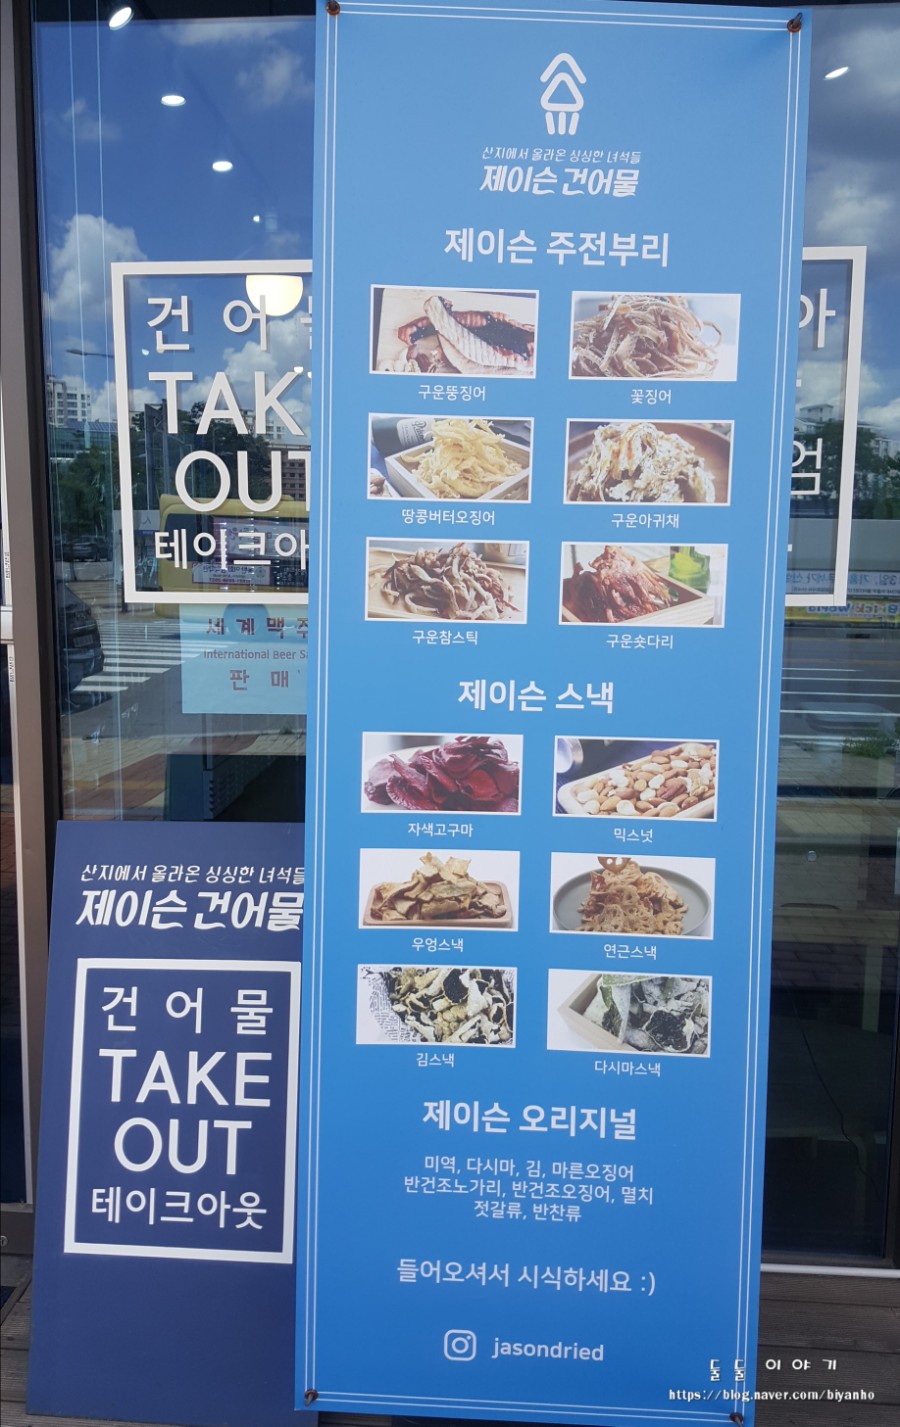 산지에서 올라온 싱싱한 녀석들
제이슨 건어물
제이슨 주전부리
구운뚱징어
꽃징어
땅콩버터오징어
구운아귀채
구운참스틱
구운숏다리
제이슨 스낵
자색고구마
믹스넛
우엉스낵
연근스낵
김스낵
다시마스낵
제이슨 오리지널
미역, 다시마, 김, 마른오징어
반건조노가리, 반건조오징어, 멸치
젓갈류, 반찬류
들어오셔서 시식하세요 :)
jasondried
건어
TAK
OUT
테이크아
세계맥주
International Beer
판매
아
엄
산지에서 올라온 싱싱한 녀석들
제이슨 건어물
건어물
TAKE
OUT
테이크아웃
둘둘이야기
https://blog.naver.com/biyanho